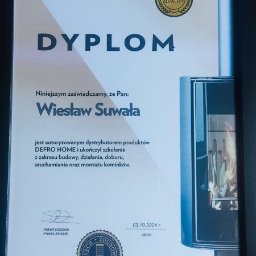 DYPLOM
Niniejszym zaświadczamy, że Pan:
Wiesław Suwała
jest autoryzowanym dystrybutorem produktów
DEFRO HOME i ukończył szkolenie
z zakresu budowy, działania, doboru,
uruchamiania oraz montażu kominków.
03.10.2024 r.
data: